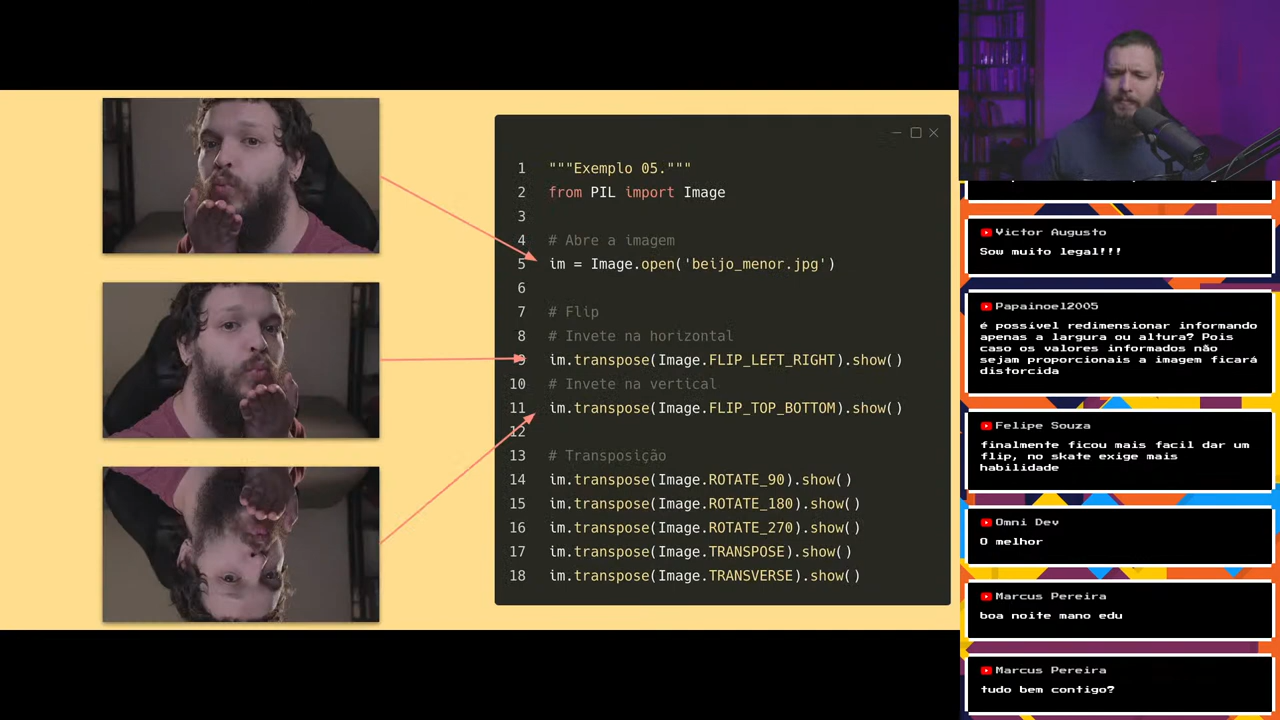 1 """Exemplo 05."""
2 from PIL import Image
3
4 # Abre a imagem
5 im = Image.open('beijo_menor.jpg')
6
7 # Flip
8 # Invete na horizontal
9 im.transpose(Image.FLIP_LEFT_RIGHT).show()
10 # Invete na vertical
11 im.transpose(Image.FLIP_TOP_BOTTOM).show()
12
13 # Transposição
14 im.transpose(Image.ROTATE_90).show()
15 im.transpose(Image.ROTATE_180).show()
16 im.transpose(Image.ROTATE_270).show()
17 im.transpose(Image.TRANSPOSE).show()
18 im.transpose(Image.TRANSVERSE).show()
Victor Augusto
Sow muito legal!!!
Papainoel2005
é possível redimensionar informando
apenas a largura ou altura? Pois
caso os valores informados não
sejam proporcionais a imagem ficará
distorcida
Felipe Souza
finalmente ficou mais facil dar um
flip, no skate exige mais
habilidade
Omni Dev
O melhor
Marcus Pereira
boa noite mano edu
Marcus Pereira
tudo bem contigo?